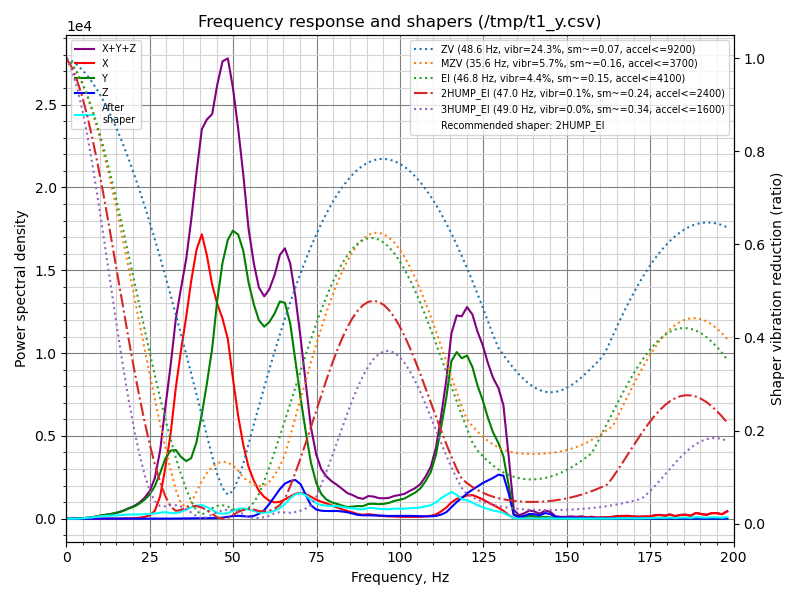 Frequency response and shapers (/tmp/t1_y.csv)
1e4
X+Y+Z
X
Y
Z
After
shaper
ZV (48.6 Hz, vibr=24.3%, sm~=0.07, accel<=9200)
MZV (35.6 Hz, vibr=5.7%, sm~=0.16, accel<=3700)
EI (46.8 Hz, vibr=4.4%, sm~=0.15, accel<=4100)
2HUMP_EI (47.0 Hz, vibr=0.1%, sm~=0.24, accel<=2400)
3HUMP_EI (49.0 Hz, vibr=0.0%, sm~=0.34, accel<=1600)
Recommended shaper: 2HUMP_EI
2.5
2.0
1.5
1.0
0.5
0.0
Power spectral density
1.0
0.8
0.6
0.4
0.2
0.0
Shaper vibration reduction (ratio)
0 25 50 75 100 125 150 175 200
Frequency, Hz